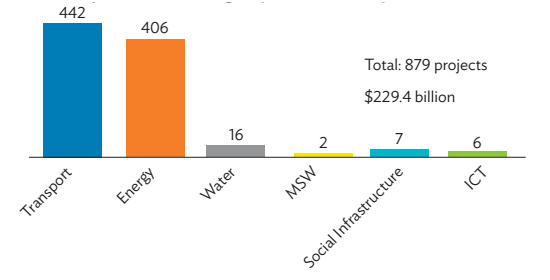 442
406
Total: 879 projects
$229.4 billion
16
2
7
6
Transport
Energy
Water
MSW
Social Infrastructure
ICT